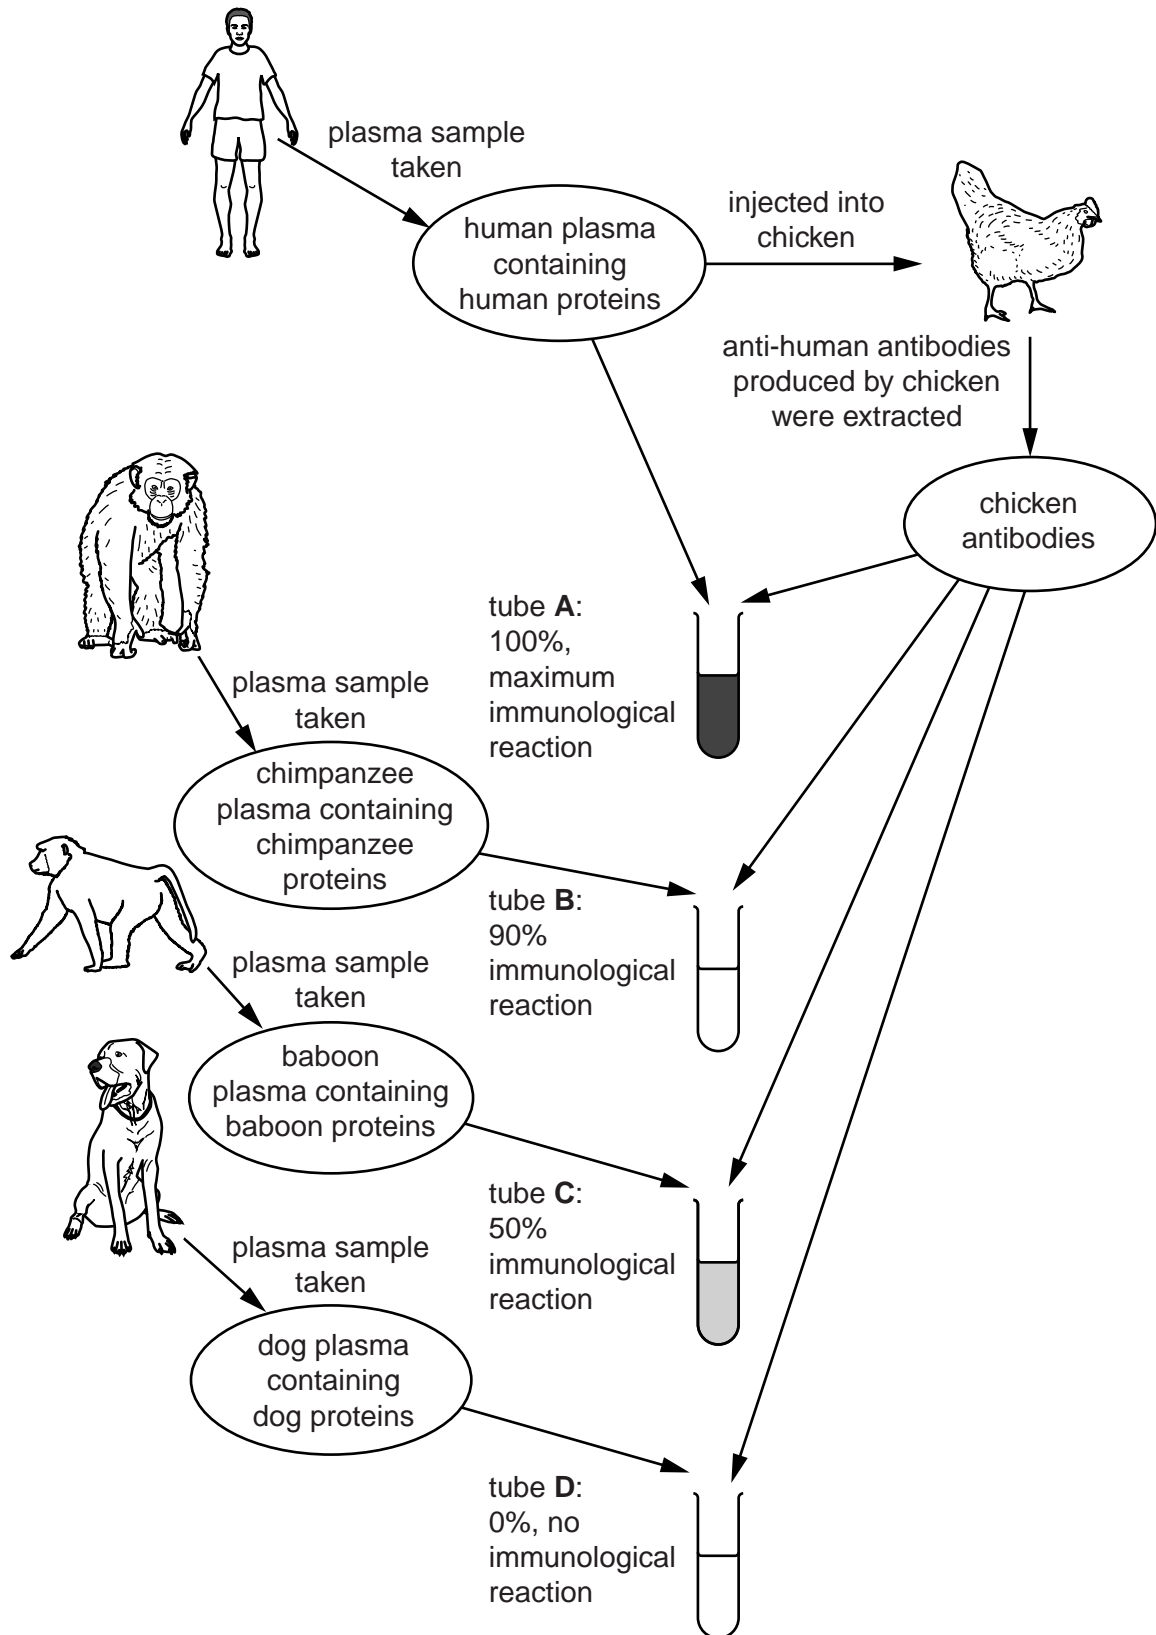 plasma sample
taken
human plasma
containing
human proteins
injected into
chicken
anti-human antibodies
produced by chicken
were extracted
chicken
antibodies
tube A:
100%,
maximum
immunological
reaction
plasma sample
taken
chimpanzee
plasma containing
chimpanzee
proteins
tube B:
90%
immunological
reaction
plasma sample
taken
baboon
plasma containing
baboon proteins
tube C:
50%
immunological
reaction
plasma sample
taken
dog plasma
containing
dog proteins
tube D:
0%, no
immunological
reaction